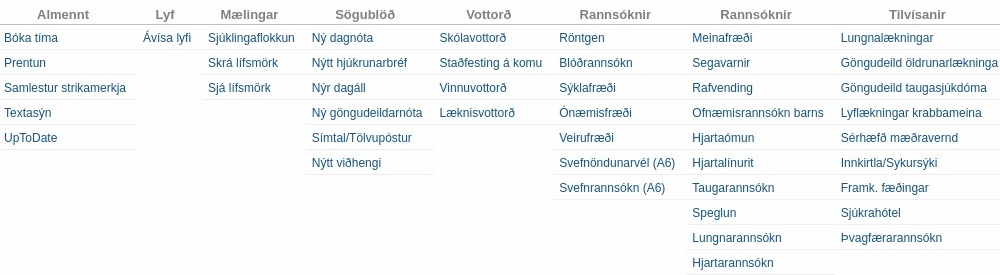 Almennt Lyf Mælingar Sögublöð Vottorð Rannsóknir Rannsóknir Tilvísanir
Bóka tíma Ávísa lyfi Sjúklingaflokkun Ný dagnóta Skólavottorð Röntgen Meinafræði Lungnalækningar
Prentun Skrá lífsmörk Nýtt hjúkrunarbréf Staðfesting á komu Blóðrannsókn Segavarnir Göngudeild öldrunarlækninga
Samlestur strikamerkja Sjá lífsmörk Nýr dagáll Vinnuvottorð Sýklafræði Rafvending Göngudeild taugasjúkdóma
Textasýn Ný göngudeildarnóta Læknisvottorð Ónæmisfræði Ofnæmisrannsókn barns Lyflækningar krabbameina
UpToDate Símtal/Tölvupóstur Veirufræði Hjartaómun Sérhæfð mæðravernd
Nýtt viðhengi Svefnöndunarvél (A6) Hjartalínurit Innkirtla/Sykursýki
Svefnrannsókn (A6) Taugarannsókn Framk. fæðingar
Speglun Sjúkrahótel
Lungnarannsókn Þvagfærarannsókn
Hjartarannsókn